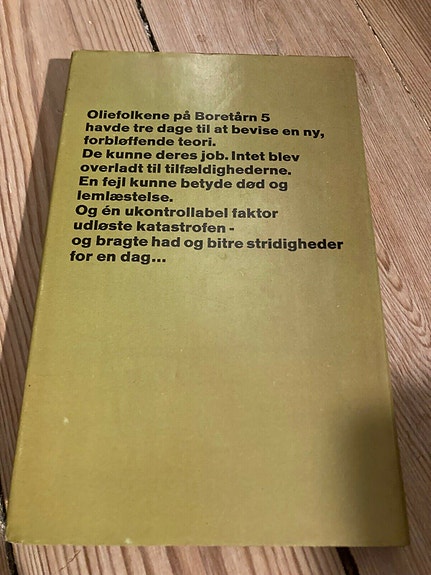 Oliefolkene på Boretårn 5
havde tre dage til at bevise en ny,
forbløffende teori.
De kunne deres job. Intet blev
overladt til tilfældighederne.
En fejl kunne betyde død og
lemlæstelse.
Og én ukontrollabel faktor
udløste katastrofen -
og bragte had og bitre stridigheder
for en dag...